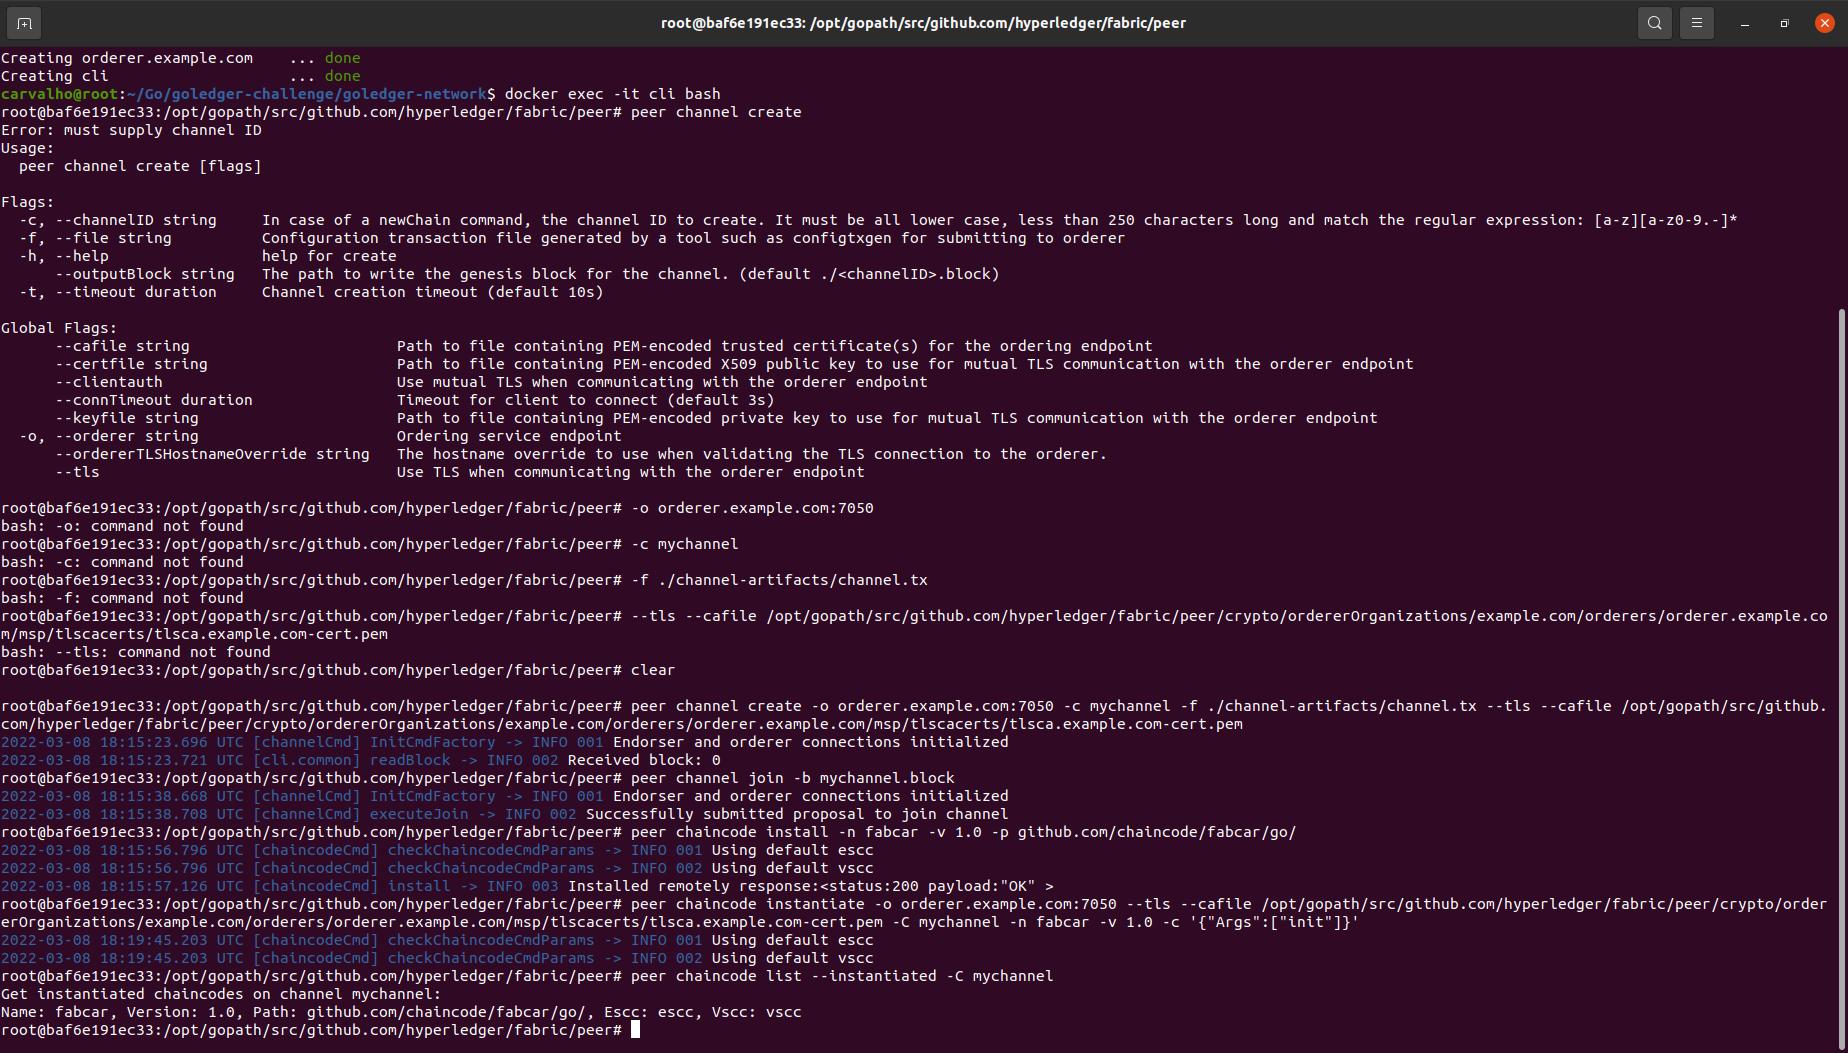 root@baf6e191ec33: /opt/gopath/src/github.com/hyperledger/fabric/peer
Creating orderer.example.com    ... done
Creating cli                    ... done
carvalho@root:~/Go/goledger-challenge/goledger-network$ docker exec -it cli bash
root@baf6e191ec33:/opt/gopath/src/github.com/hyperledger/fabric/peer# peer channel create
Error: must supply channel ID
Usage:
  peer channel create [flags]

Flags:
  -c, --channelID string     In case of a newChain command, the channel ID to create. It must be all lower case, less than 250 characters long and match the regular expression: [a-z][a-z0-9.-]*
  -f, --file string          Configuration transaction file generated by a tool such as configtxgen for submitting to orderer
  -h, --help                 help for create
      --outputBlock string   The path to write the genesis block for the channel. (default ./<channelID>.block)
  -t, --timeout duration     Channel creation timeout (default 10s)

Global Flags:
      --cafile string                       Path to file containing PEM-encoded trusted certificate(s) for the ordering endpoint
      --certfile string                     Path to file containing PEM-encoded X509 public key to use for mutual TLS communication with the orderer endpoint
      --clientauth                          Use mutual TLS when communicating with the orderer endpoint
      --connTimeout duration                Timeout for client to connect (default 3s)
      --keyfile string                      Path to file containing PEM-encoded private key to use for mutual TLS communication with the orderer endpoint
  -o, --orderer string                      Ordering service endpoint
      --ordererTLSHostnameOverride string   The hostname override to use when validating the TLS connection to the orderer.
      --tls                                 Use TLS when communicating with the orderer endpoint

root@baf6e191ec33:/opt/gopath/src/github.com/hyperledger/fabric/peer# -o orderer.example.com:7050
bash: -o: command not found
root@baf6e191ec33:/opt/gopath/src/github.com/hyperledger/fabric/peer# -c mychannel
bash: -c: command not found
root@baf6e191ec33:/opt/gopath/src/github.com/hyperledger/fabric/peer# -f ./channel-artifacts/channel.tx
bash: -f: command not found
root@baf6e191ec33:/opt/gopath/src/github.com/hyperledger/fabric/peer# --tls --cafile /opt/gopath/src/github.com/hyperledger/fabric/peer/crypto/ordererOrganizations/example.com/orderers/orderer.example.co
m/msp/tlscacerts/tlsca.example.com-cert.pem
bash: --tls: command not found
root@baf6e191ec33:/opt/gopath/src/github.com/hyperledger/fabric/peer# clear

root@baf6e191ec33:/opt/gopath/src/github.com/hyperledger/fabric/peer# peer channel create -o orderer.example.com:7050 -c mychannel -f ./channel-artifacts/channel.tx --tls --cafile /opt/gopath/src/github.
com/hyperledger/fabric/peer/crypto/ordererOrganizations/example.com/orderers/orderer.example.com/msp/tlscacerts/tlsca.example.com-cert.pem
2022-03-08 18:15:23.696 UTC [channelCmd] InitCmdFactory -> INFO 001 Endorser and orderer connections initialized
2022-03-08 18:15:23.721 UTC [cli.common] readBlock -> INFO 002 Received block: 0
root@baf6e191ec33:/opt/gopath/src/github.com/hyperledger/fabric/peer# peer channel join -b mychannel.block
2022-03-08 18:15:38.668 UTC [channelCmd] InitCmdFactory -> INFO 001 Endorser and orderer connections initialized
2022-03-08 18:15:38.708 UTC [channelCmd] executeJoin -> INFO 002 Successfully submitted proposal to join channel
root@baf6e191ec33:/opt/gopath/src/github.com/hyperledger/fabric/peer# peer chaincode install -n fabcar -v 1.0 -p github.com/chaincode/fabcar/go/
2022-03-08 18:15:56.796 UTC [chaincodeCmd] checkChaincodeCmdParams -> INFO 001 Using default escc
2022-03-08 18:15:56.796 UTC [chaincodeCmd] checkChaincodeCmdParams -> INFO 002 Using default vscc
2022-03-08 18:15:57.126 UTC [chaincodeCmd] install -> INFO 003 Installed remotely response:<status:200 payload:"OK" >
root@baf6e191ec33:/opt/gopath/src/github.com/hyperledger/fabric/peer# peer chaincode instantiate -o orderer.example.com:7050 --tls --cafile /opt/gopath/src/github.com/hyperledger/fabric/peer/crypto/order
erOrganizations/example.com/orderers/orderer.example.com/msp/tlscacerts/tlsca.example.com-cert.pem -C mychannel -n fabcar -v 1.0 -c '{"Args":["init"]}'
2022-03-08 18:19:45.203 UTC [chaincodeCmd] checkChaincodeCmdParams -> INFO 001 Using default escc
2022-03-08 18:19:45.203 UTC [chaincodeCmd] checkChaincodeCmdParams -> INFO 002 Using default vscc
root@baf6e191ec33:/opt/gopath/src/github.com/hyperledger/fabric/peer# peer chaincode list --instantiated -C mychannel
Get instantiated chaincodes on channel mychannel:
Name: fabcar, Version: 1.0, Path: github.com/chaincode/fabcar/go/, Escc: escc, Vscc: vscc
root@baf6e191ec33:/opt/gopath/src/github.com/hyperledger/fabric/peer#